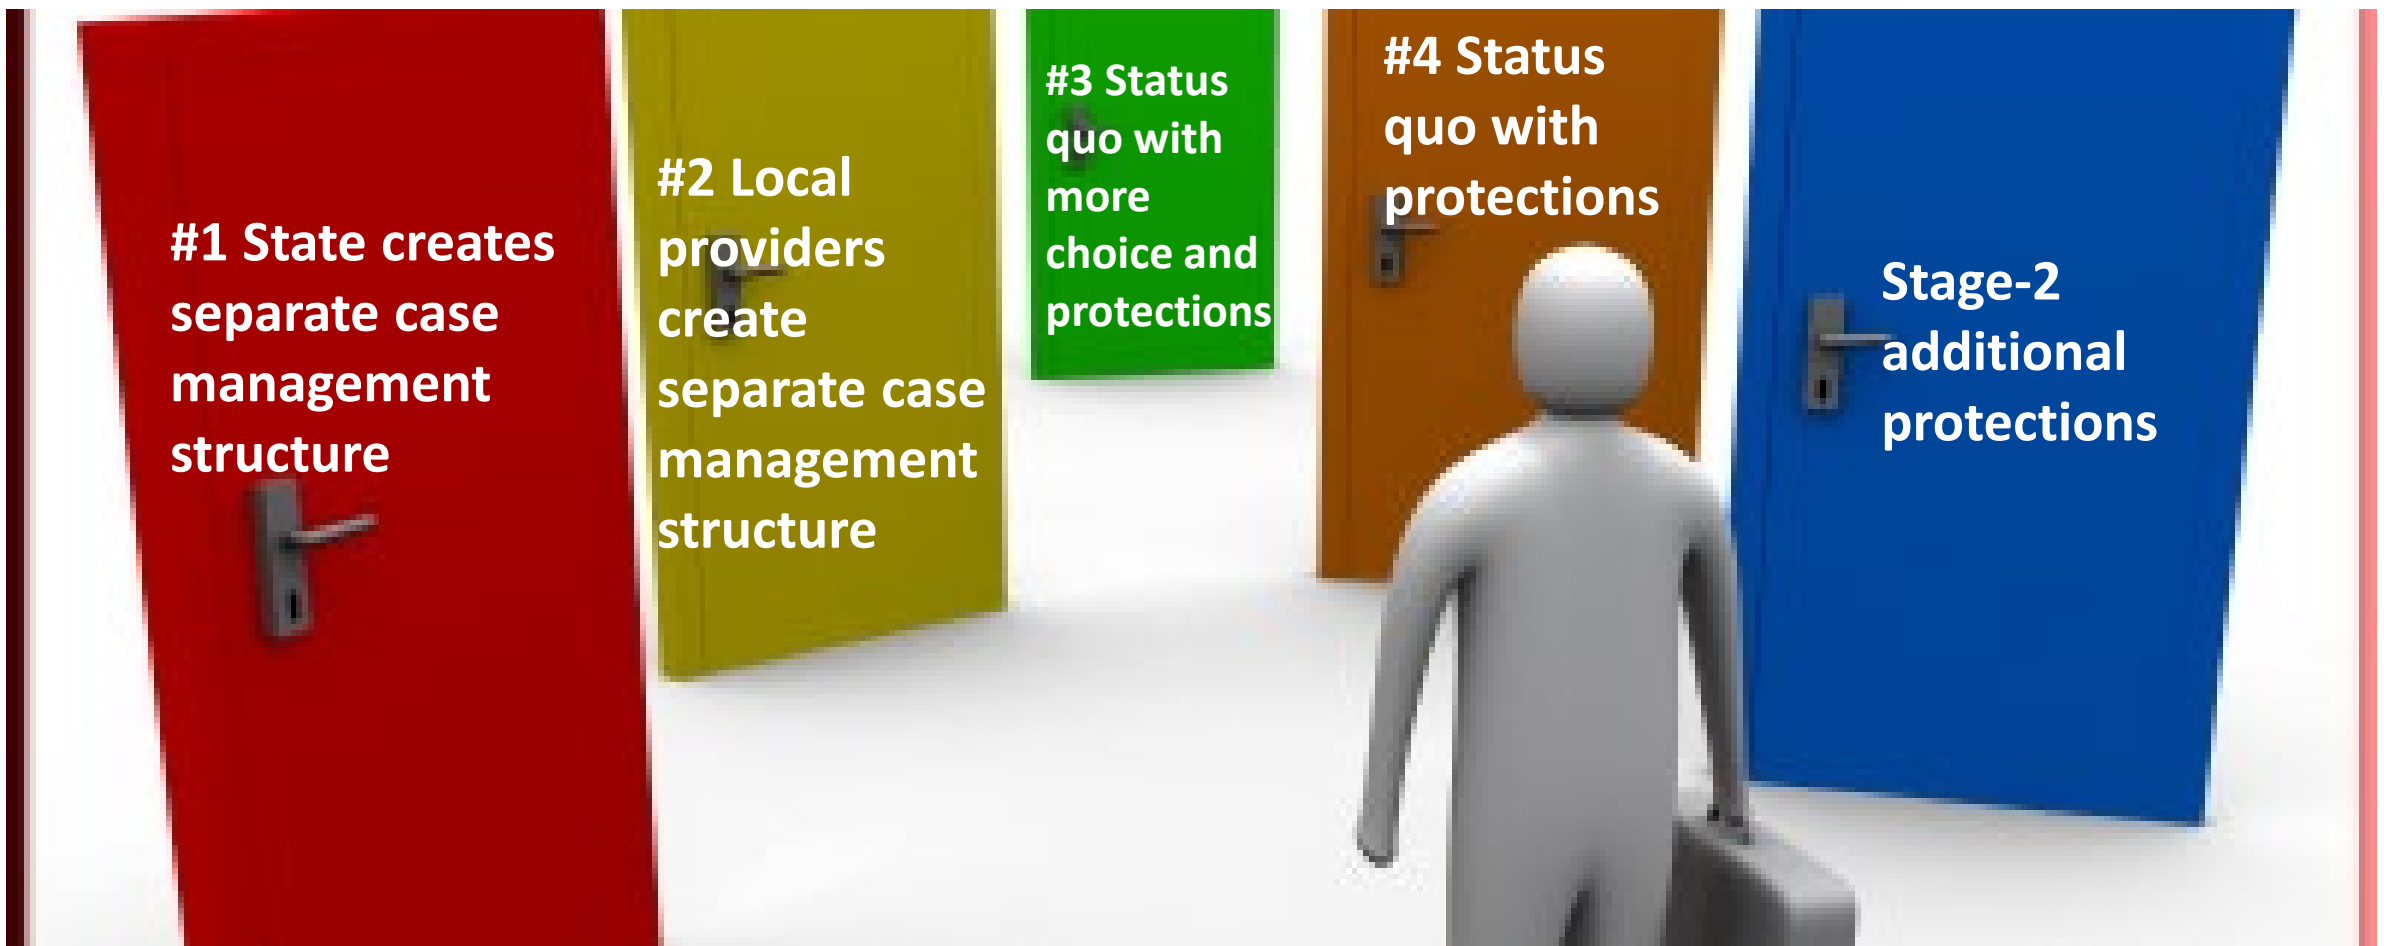 #1 State creates
separate case
management
structure
#2 Local
providers
create
separate case
management
structure
#3 Status
quo with
more
choice and
protections
#4 Status
quo with
protections
Stage-2
additional
protections